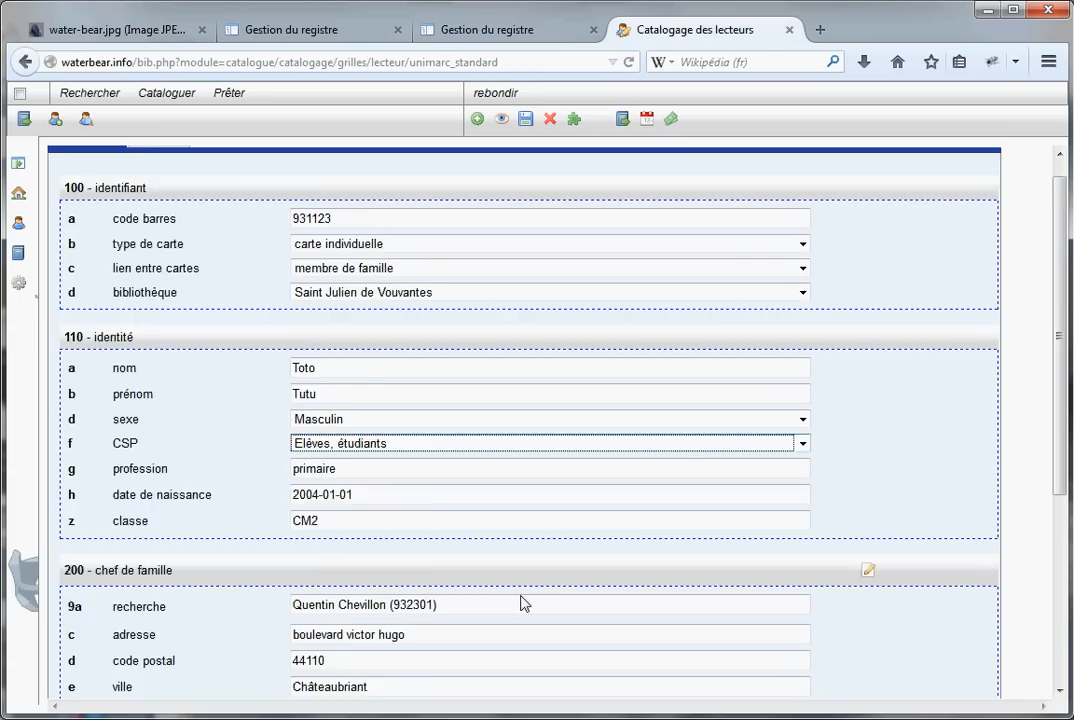 water-bear.jpg (Image JPE... × Gestion du registre × Gestion du registre × Catalogage des lecteurs ×
waterbear.info/bib.php?module=catalogue/catalogage/grilles/lecteur/unimarc_standard W Wikipédia (fr)
Rechercher Cataloguer Prêter rebondir
100 - identifiant
a code barres 931123
b type de carte carte individuelle
c lien entre cartes membre de famille
d bibliothèque Saint Julien de Vouvantes
110 - identité
a nom Toto
b prénom Tutu
d sexe Masculin
f CSP Elèves, étudiants
g profession primaire
h date de naissance 2004-01-01
z classe CM2
200 - chef de famille
9a recherche Quentin Chevillon (932301)
c adresse boulevard victor hugo
d code postal 44110
e ville Châteaubriant